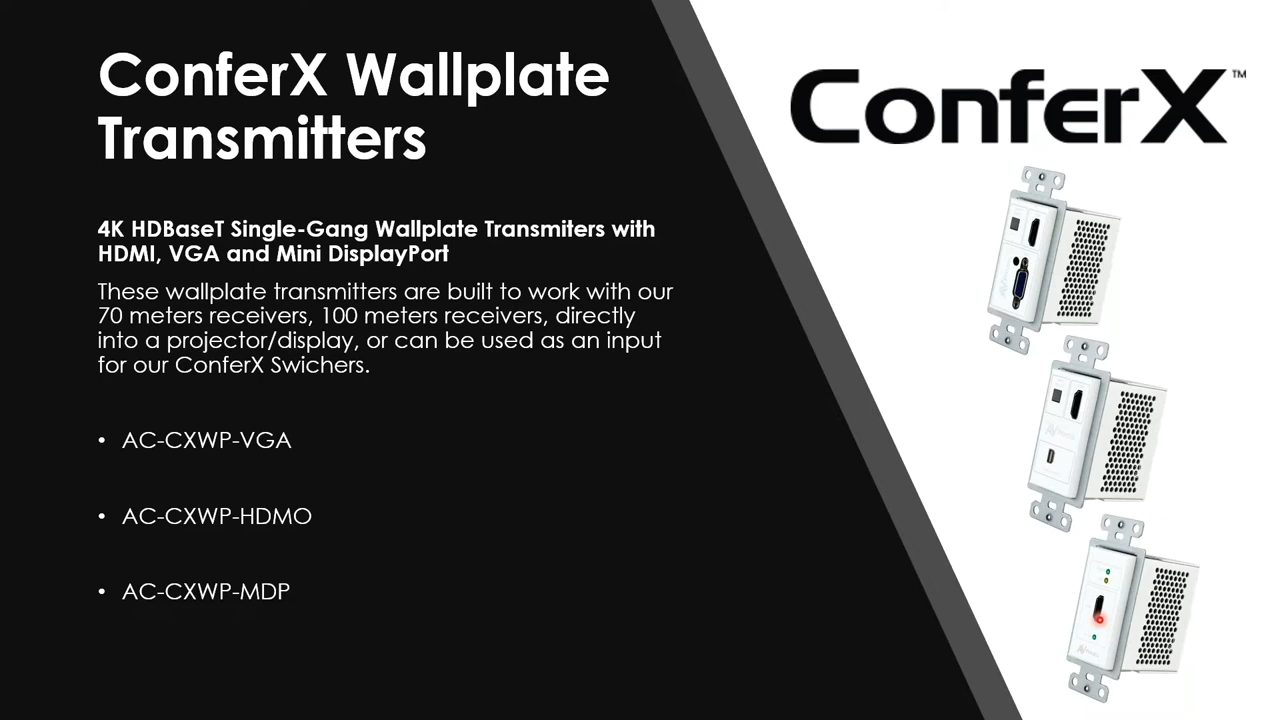 ConferX Wallplate
Transmitters
4K HDBaseT Single-Gang Wallplate Transmiters with
HDMI, VGA and Mini DisplayPort
These wallplate transmitters are built to work with our
70 meters receivers, 100 meters receivers, directly
into a projector/display, or can be used as an input
for our ConferX Swichers.
• AC-CXWP-VGA
• AC-CXWP-HDMO
• AC-CXWP-MDP
ConferX™